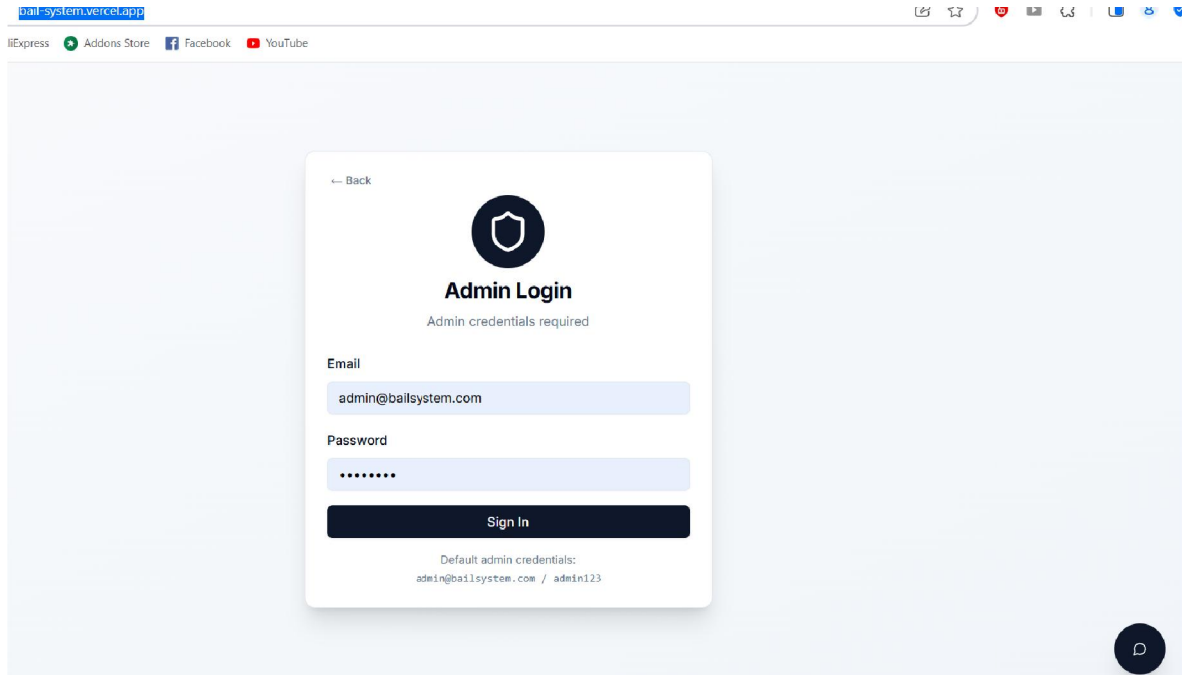 bail-system.vercel.app
liExpress Addons Store Facebook YouTube
← Back
Admin Login
Admin credentials required
Email
admin@bailsystem.com
Password
••••••••
Sign In
Default admin credentials:
admin@bailsystem.com / admin123